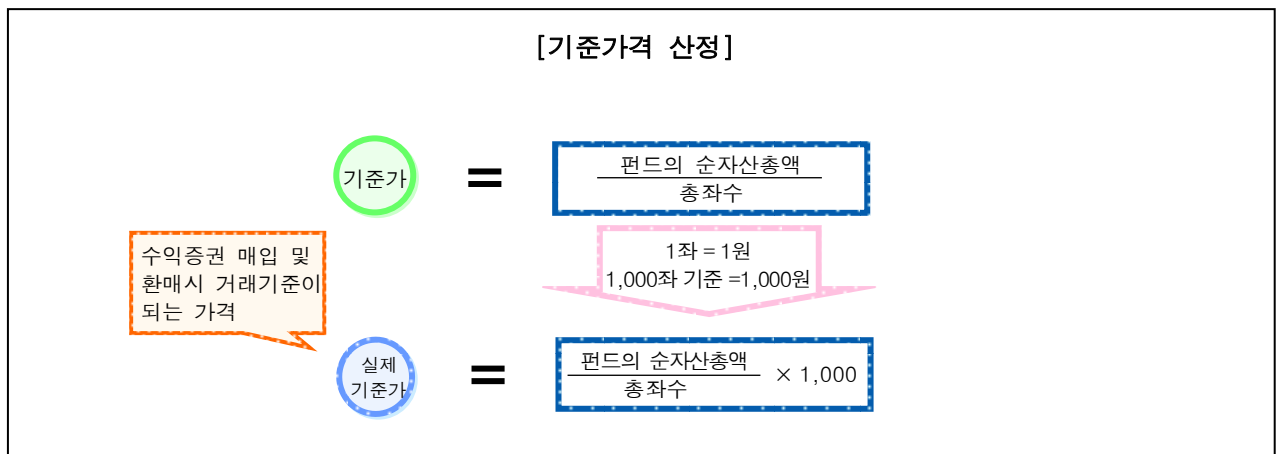 [기준가격 산정]
기준가
=
펀드의 순자산총액
총좌수
1좌 = 1원
1,000좌 기준 =1,000원
수익증권 매입 및
환매시 거래기준이
되는 가격
실제
기준가
=
펀드의 순자산총액
총좌수
× 1,000